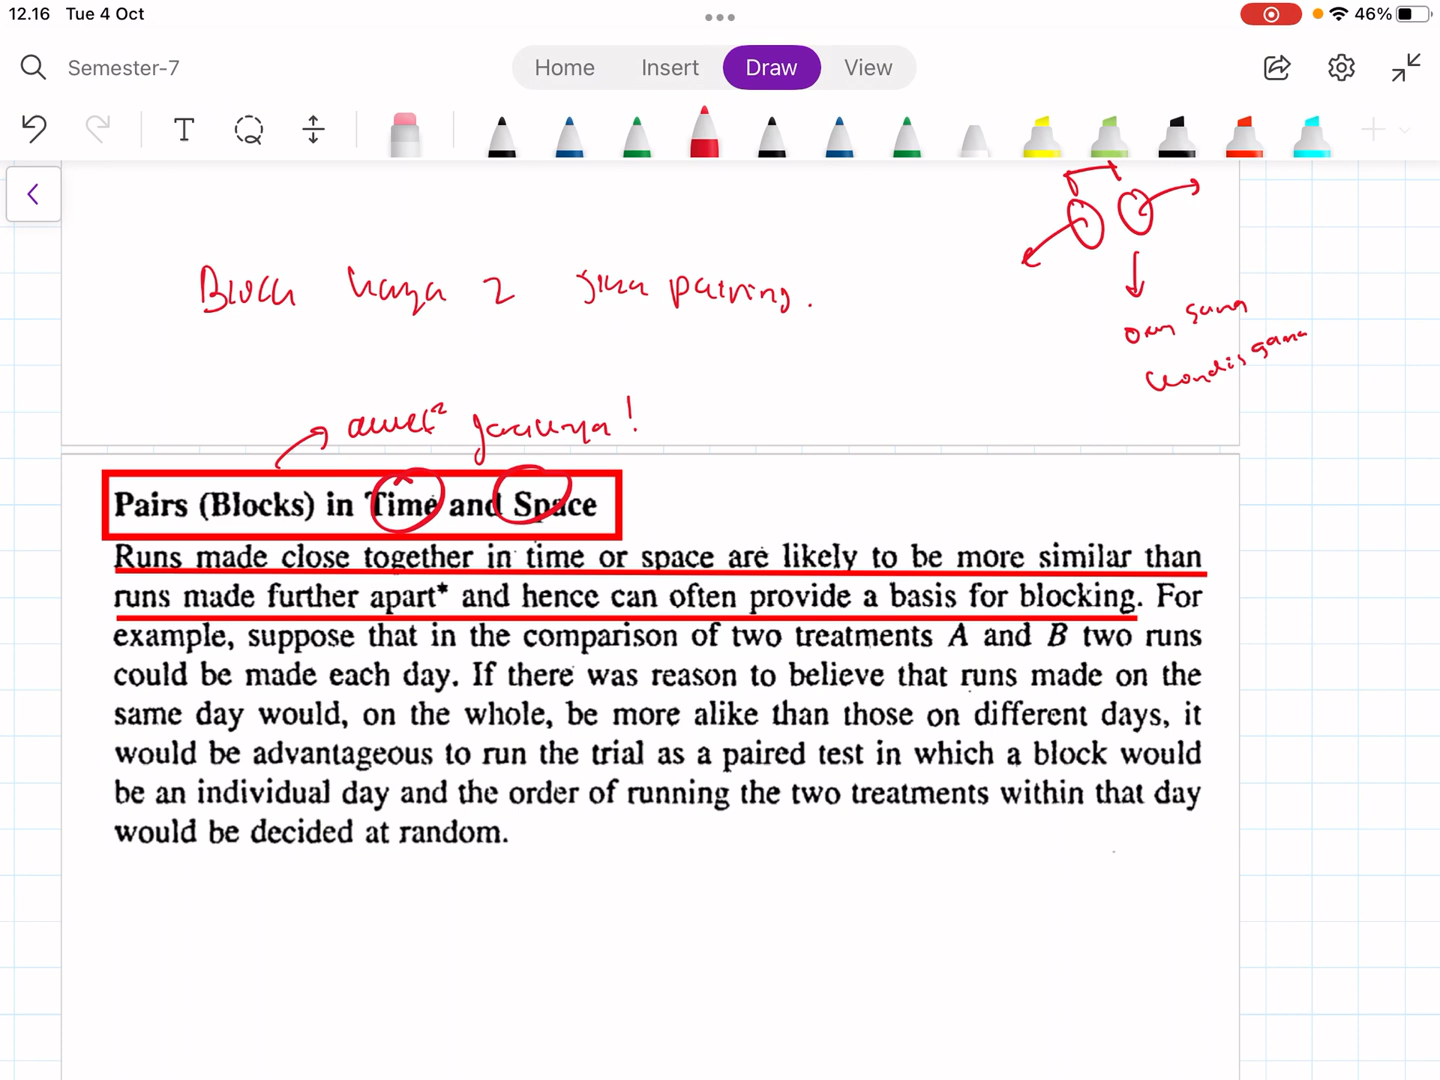 12.16 Tue 4 Oct
46%
Semester-7
Home Insert Draw View
T
Block hanya 2 jika pairing.
orang sama
kondisi sama
awet² jaraknya!
Pairs (Blocks) in Time and Space
Runs made close together in time or space are likely to be more similar than
runs made further apart* and hence can often provide a basis for blocking. For
example, suppose that in the comparison of two treatments A and B two runs
could be made each day. If there was reason to believe that runs made on the
same day would, on the whole, be more alike than those on different days, it
would be advantageous to run the trial as a paired test in which a block would
be an individual day and the order of running the two treatments within that day
would be decided at random.